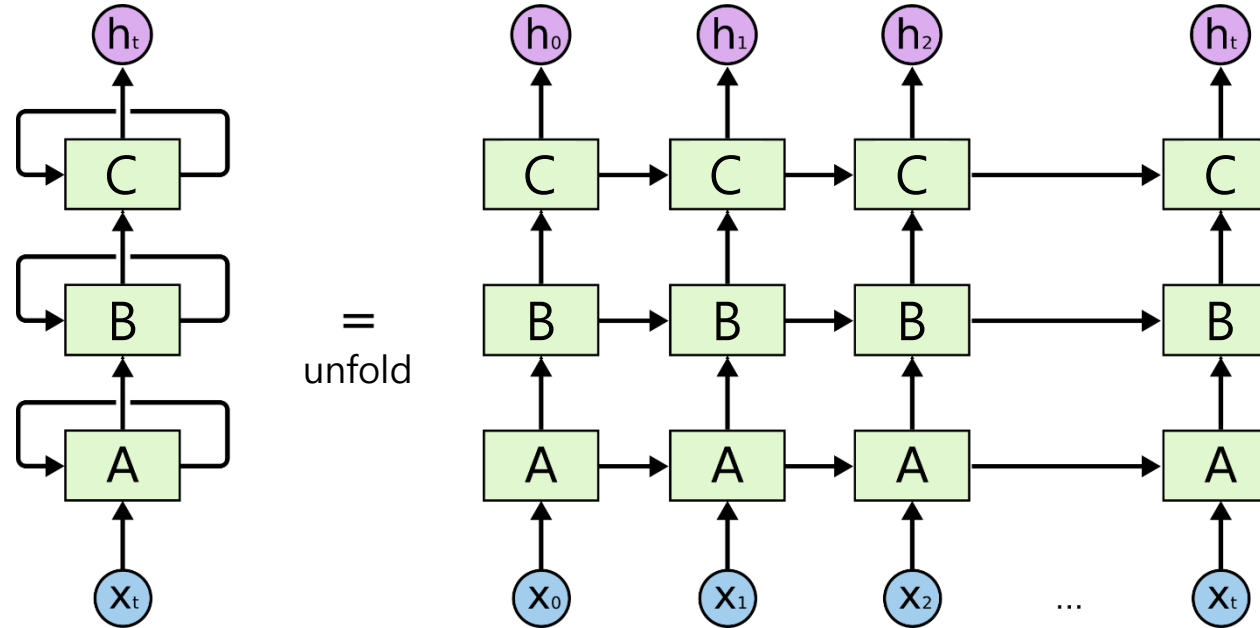 hₜ
C
B
A
xₜ
=
unfold
h₀ h₁ h₂ hₜ
C C C C
B B B B
A A A A
x₀ x₁ x₂ ... xₜ